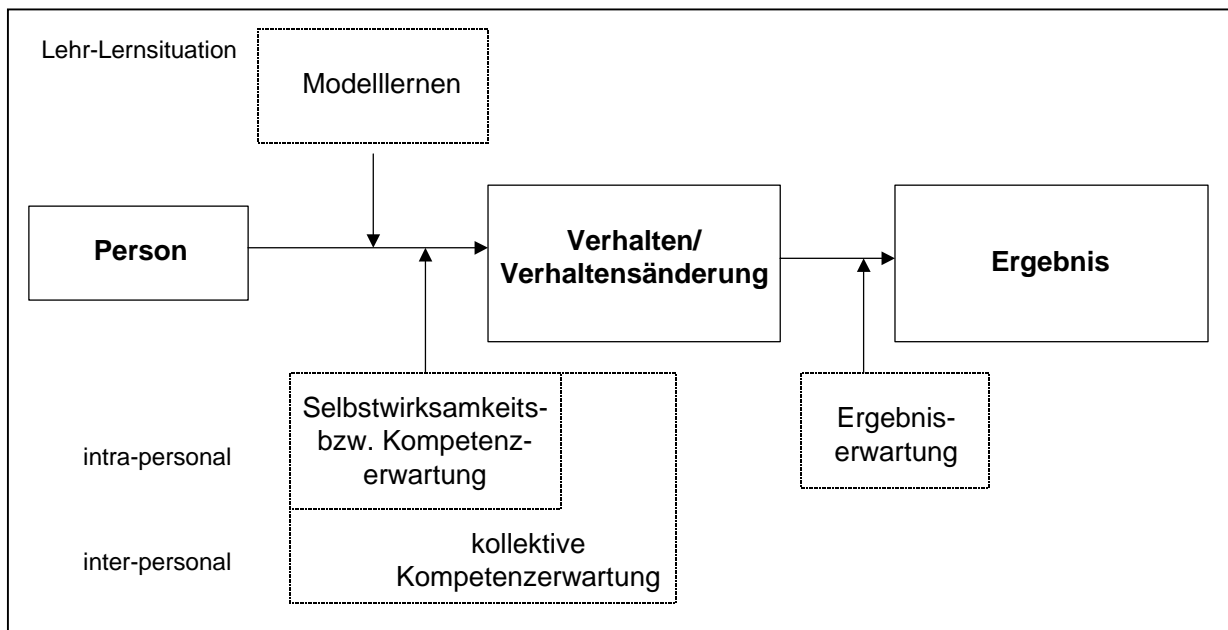 Lehr-Lernsituation
Modelllernen
Person
Verhalten/
Verhaltensänderung
Ergebnis
Selbstwirksamkeits-
bzw. Kompetenz-
erwartung
Ergebnis-
erwartung
intra-personal
inter-personal
kollektive
Kompetenzerwartung